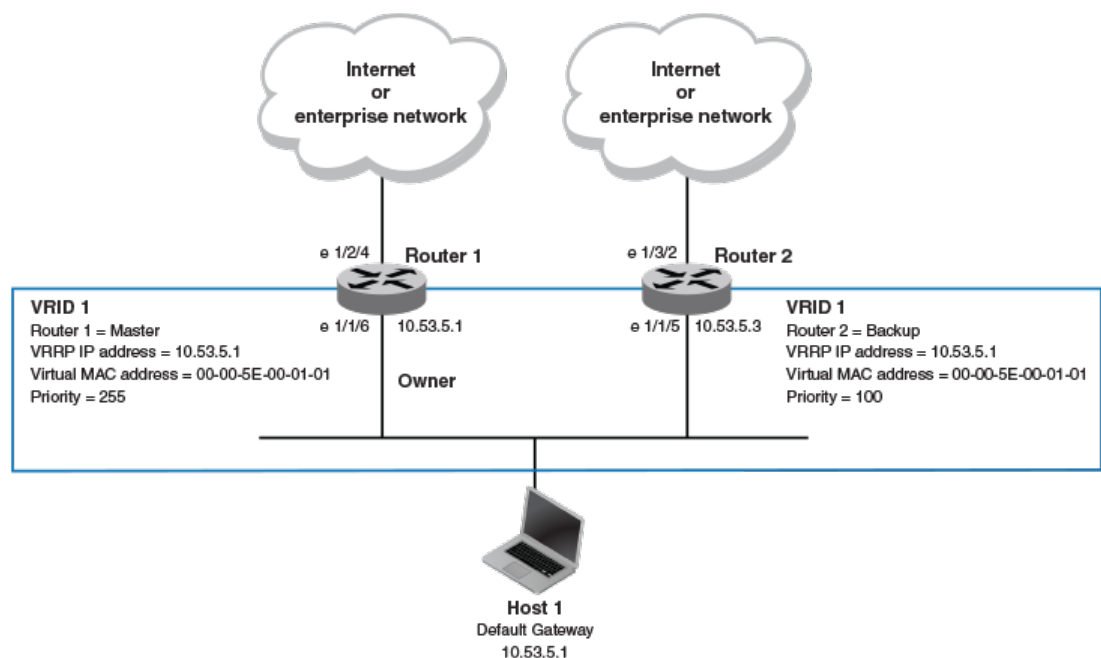 Internet
or
enterprise network
Internet
or
enterprise network
e 1/2/4
Router 1
e 1/3/2
Router 2
VRID 1
Router 1 = Master
VRRP IP address = 10.53.5.1
Virtual MAC address = 00-00-5E-00-01-01
Priority = 255
e 1/1/6
10.53.5.1
Owner
e 1/1/5
10.53.5.3
VRID 1
Router 2 = Backup
VRRP IP address = 10.53.5.1
Virtual MAC address = 00-00-5E-00-01-01
Priority = 100
Host 1
Default Gateway
10.53.5.1